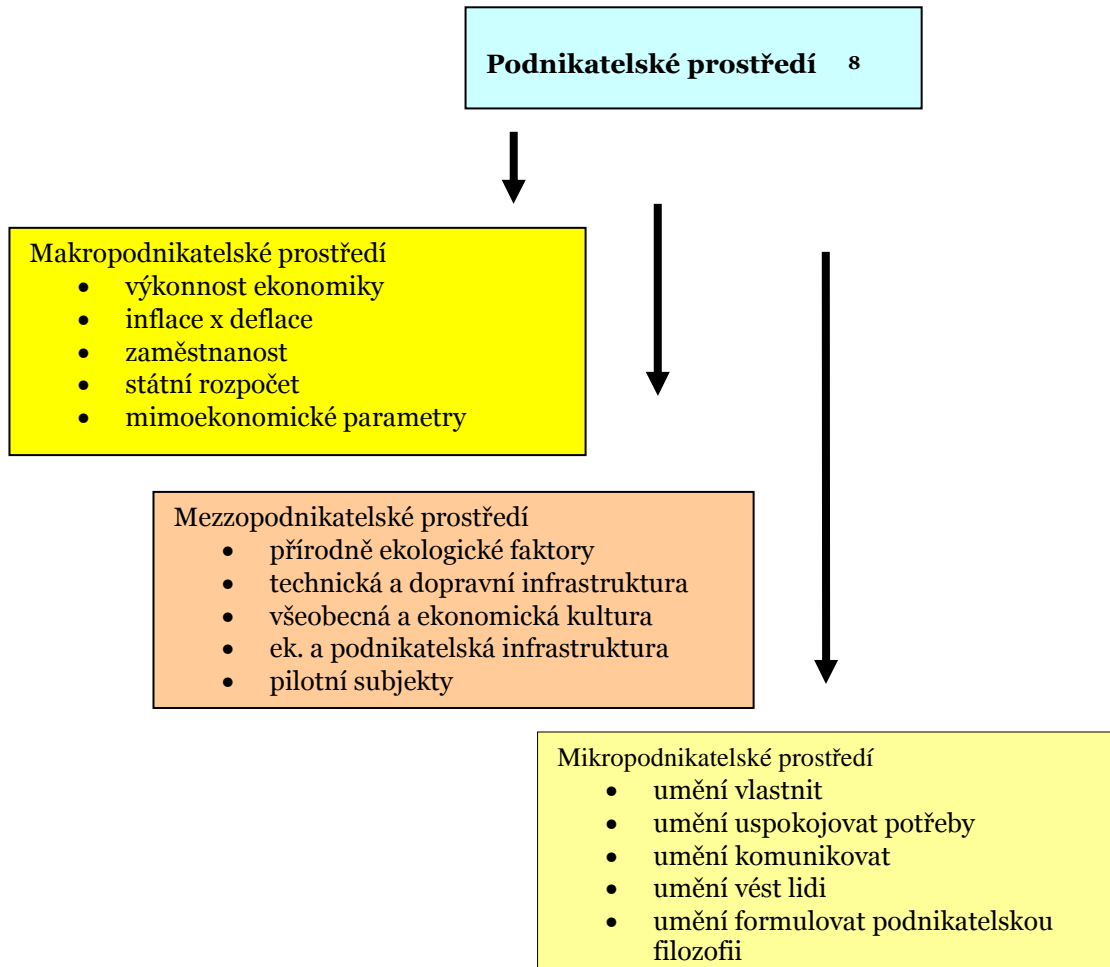 Podnikatelské prostředí 8
Makropodnikatelské prostředí
• výkonnost ekonomiky
• inflace x deflace
• zaměstnanost
• státní rozpočet
• mimoekonomické parametry
Mezzopodnikatelské prostředí
• přírodně ekologické faktory
• technická a dopravní infrastruktura
• všeobecná a ekonomická kultura
• ek. a podnikatelská infrastruktura
• pilotní subjekty
Mikropodnikatelské prostředí
• umění vlastnit
• umění uspokojovat potřeby
• umění komunikovat
• umění vést lidi
• umění formulovat podnikatelskou
filozofii